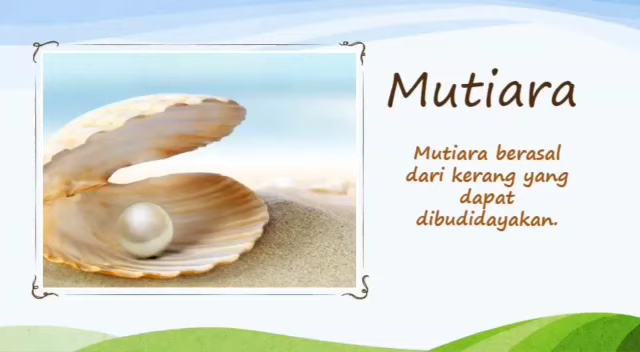 Mutiara
Mutiara berasal
dari kerang yang
dapat
dibudidayakan.